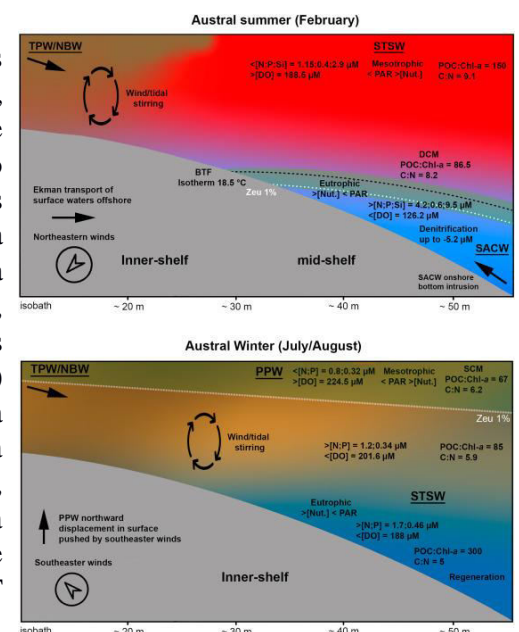 Austral summer (February)
TPW/NBW
STSW
<[N:P:Si] = 1.15:0.4:2.9 µM
>[DO] = 168.5 µM
Mesotrophic
< PAR >[Nut.]
POC:Chl-a = 150
C:N = 9.1
Wind/tidal
stirring
DCM
POC:Chl-a = 86.5
C:N = 8.2
BTF
Isotherm 18.5 °C
Zeu 1%
Eutrophic
>[Nut.] < PAR
>[N;P;Si] = 4.2;0.6;9.5 µM
<[DO] = 126.2 µM
Ekman transport of
surface waters offshore
Denitrification
up to -5.2 µM
SACW
Northeastern winds
Inner-shelf
mid-shelf
SACW onshore
bottom intrusion
isobath
~ 20 m
~ 30 m
~ 40 m
~ 50 m
Austral Winter (July/August)
TPW/NBW
PPW
<[N;P] = 0.8;0.32 µM
>[DO] = 224.5 µM
Mesotrophic
< PAR >[Nut.]
SCM
POC:Chl-a = 67
C:N = 6.2
Zeu 1%
Wind/tidal
stirring
>[N;P] = 1.2;0.34 µM
<[DO] = 201.6 µM
POC:Chl-a = 85
C:N = 5.9
Eutrophic
>[Nut.] < PAR
STSW
>[N;P] = 1.7;0.46 µM
<[DO] = 188 µM
PPW northward
displacement in surface
pushed by southeaster winds
POC:Chl-a = 300
C:N = 5
Southeaster winds
Inner-shelf
Regeneration
isobath
~ 20 m
~ 30 m
~ 40 m
~ 50 m